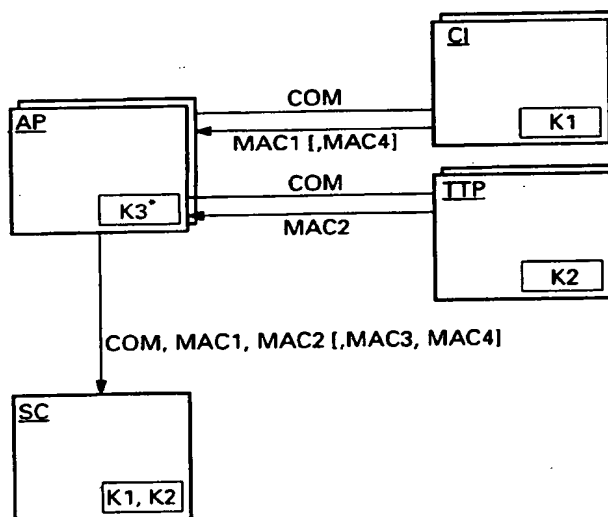 CI
K1
COM
MAC1 [,MAC4]
AP
K3*
TTP
K2
COM
MAC2
COM, MAC1, MAC2 [,MAC3, MAC4]
SC
K1, K2